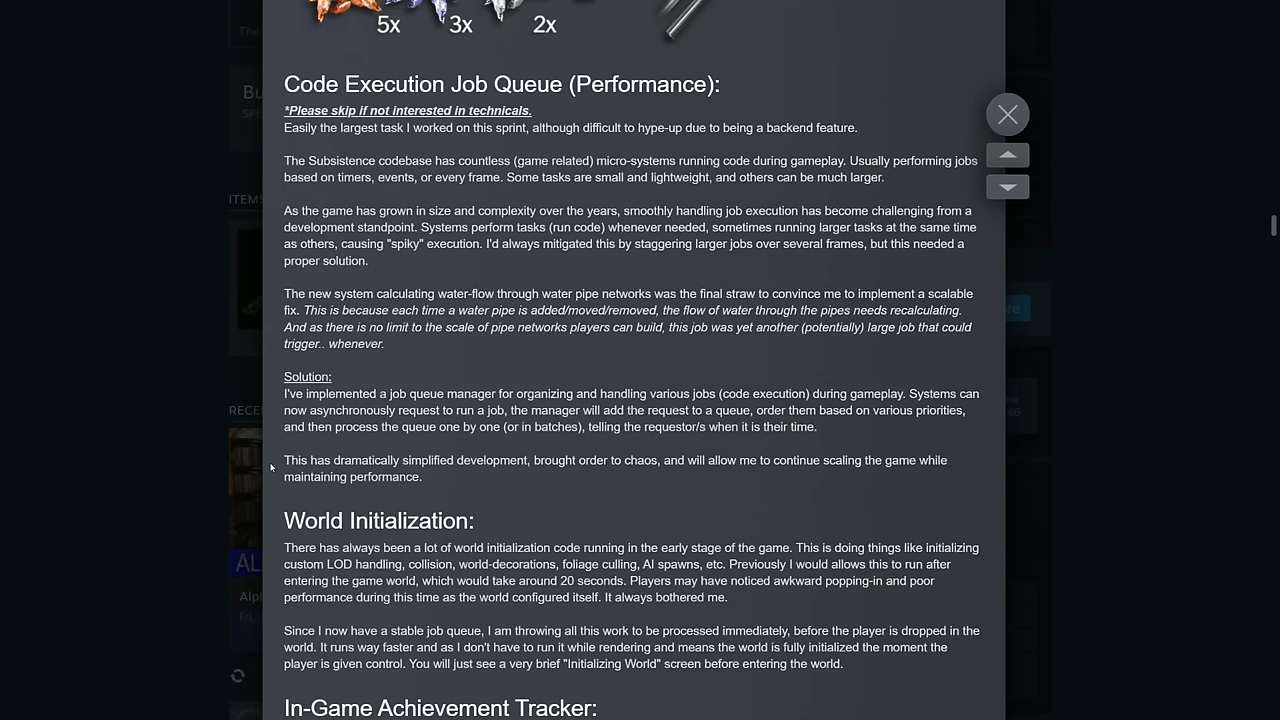 The
5x 3x 2x
Code Execution Job Queue (Performance):
*Please skip if not interested in technicals.
Easily the largest task I worked on this sprint, although difficult to hype-up due to being a backend feature.
The Subsistence codebase has countless (game related) micro-systems running code during gameplay. Usually performing jobs
based on timers, events, or every frame. Some tasks are small and lightweight, and others can be much larger.
As the game has grown in size and complexity over the years, smoothly handling job execution has become challenging from a
development standpoint. Systems perform tasks (run code) whenever needed, sometimes running larger tasks at the same time
as others, causing "spiky" execution. I'd always mitigated this by staggering larger jobs over several frames, but this needed a
proper solution.
The new system calculating water-flow through water pipe networks was the final straw to convince me to implement a scalable
fix. This is because each time a water pipe is added/moved/removed, the flow of water through the pipes needs recalculating.
And as there is no limit to the scale of pipe networks players can build, this job was yet another (potentially) large job that could
trigger.. whenever.
Solution:
I've implemented a job queue manager for organizing and handling various jobs (code execution) during gameplay. Systems can
now asynchronously request to run a job, the manager will add the request to a queue, order them based on various priorities,
and then process the queue one by one (or in batches), telling the requestor/s when it is their time.
This has dramatically simplified development, brought order to chaos, and will allow me to continue scaling the game while
maintaining performance.
World Initialization:
There has always been a lot of world initialization code running in the early stage of the game. This is doing things like initializing
custom LOD handling, collision, world-decorations, foliage culling, AI spawns, etc. Previously I would allows this to run after
entering the game world, which would take around 20 seconds. Players may have noticed awkward popping-in and poor
performance during this time as the world configured itself. It always bothered me.
Since I now have a stable job queue, I am throwing all this work to be processed immediately, before the player is dropped in the
world. It runs way faster and as I don't have to run it while rendering and means the world is fully initialized the moment the
player is given control. You will just see a very brief "Initializing World" screen before entering the world.
In-Game Achievement Tracker:
Bu
ITEMS
RECE
AL
Alph
Fri,